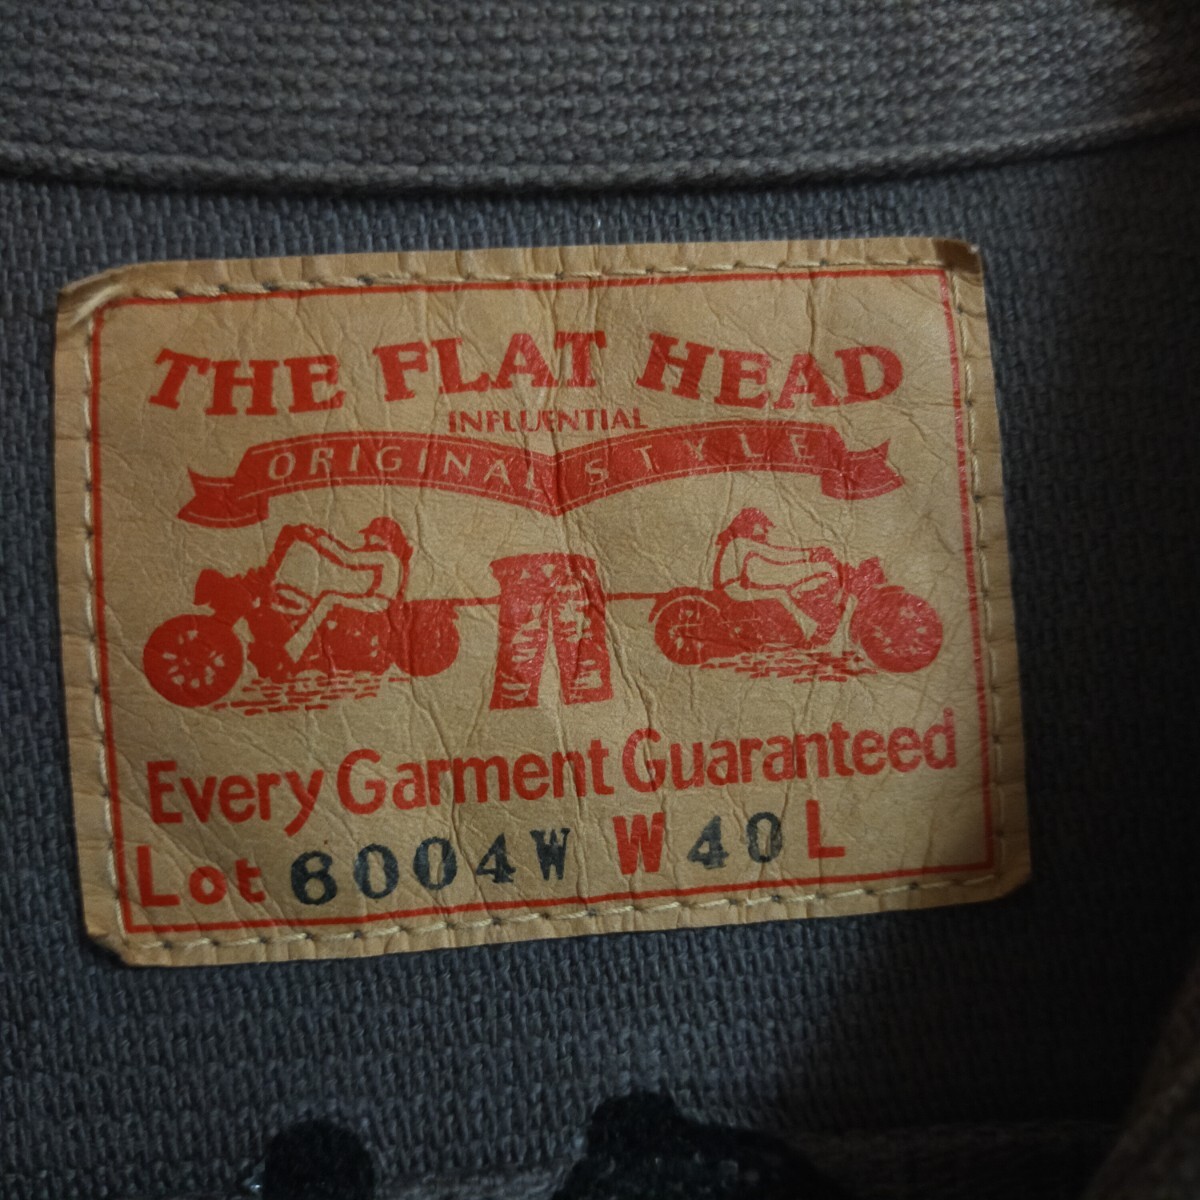 THE FLAT HEAD
INFLUENTIAL
ORIGINAL STYLE
Every Garment Guaranteed
Lot 6004W W 40 L